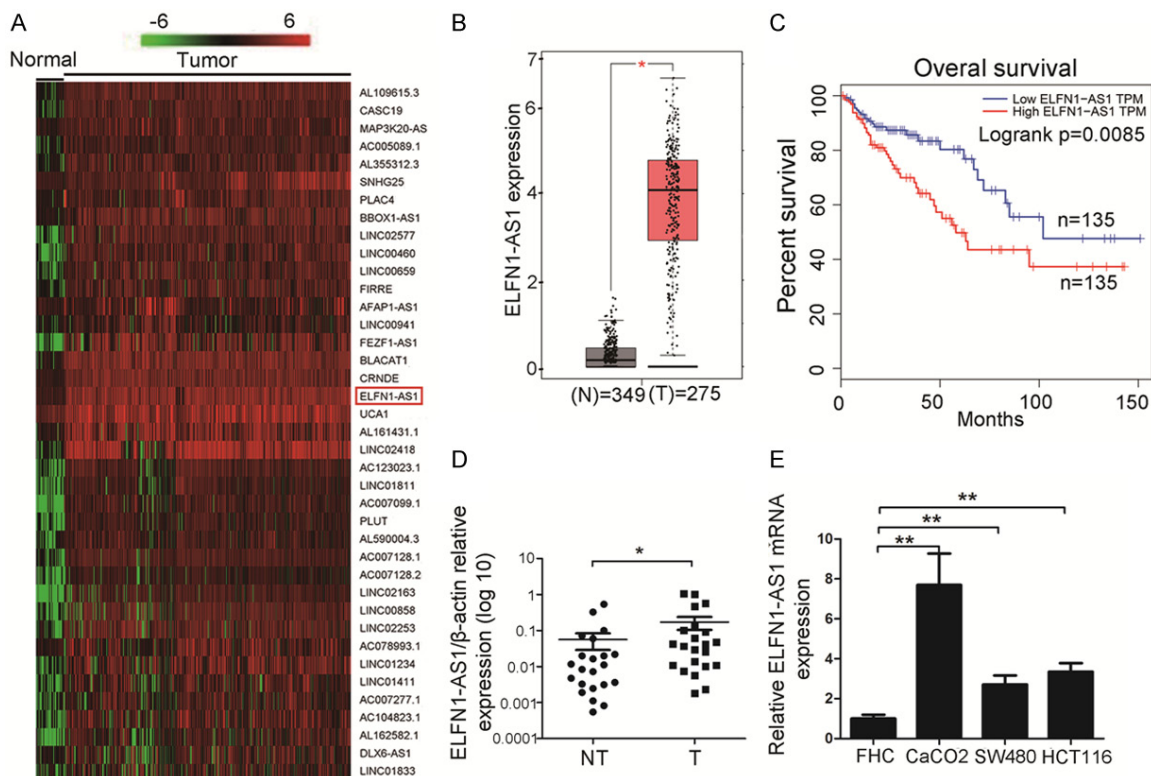 A
-6
6
Normal
Tumor
AL109615.3
CASC19
MAP3K20-AS
AC005089.1
AL355312.3
SNHG25
PLAC4
BBOX1-AS1
LINC02577
LINC00460
LINC00659
FIRRE
AFAP1-AS1
LINC00941
FEZF1-AS1
BLACAT1
CRNDE
ELFN1-AS1
UCA1
AL161431.1
LINC02418
AC123023.1
LINC01811
AC007099.1
PLUT
AL590004.3
AC007128.1
AC007128.2
LINC02163
LINC00858
LINC02253
AC078993.1
LINC01234
LINC01411
AC007277.1
AC104823.1
AL162582.1
DLX6-AS1
LINC01833
B
ELFN1-AS1 expression
7
6
4
2
0
*
(N)=349
(T)=275
C
Overal survival
Low ELFN1-AS1 TPM
High ELFN1-AS1 TPM
Logrank p=0.0085
Percent survival
100
80
60
40
20
0
n=135
n=135
0
50
100
150
Months
D
ELFN1-AS1/β-actin relative
expression (log 10)
10
1
0.1
0.01
0.001
0.0001
*
NT
T
E
Relative ELFN1-AS1 mRNA
expression
10
8
6
4
2
0
**
**
**
FHC
CaCO2
SW480
HCT116